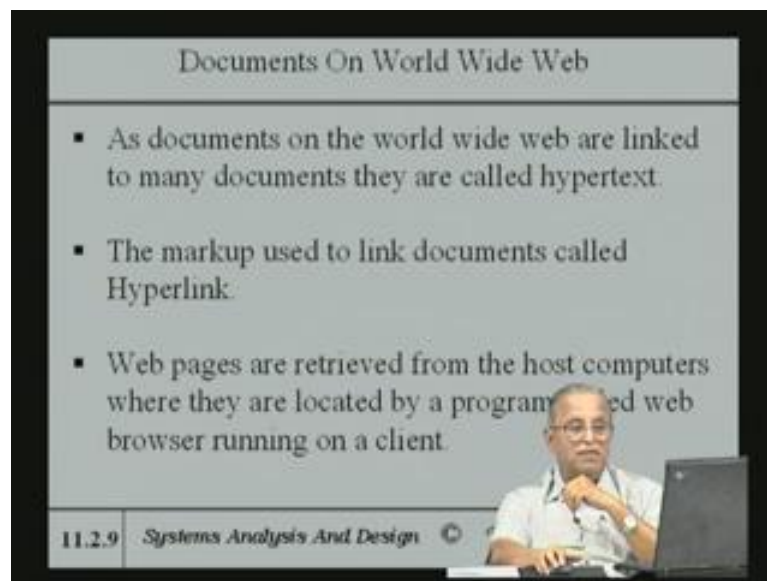 Documents On World Wide Web
▪ As documents on the world wide web are linked
to many documents they are called hypertext.
▪ The markup used to link documents called
Hyperlink.
▪ Web pages are retrieved from the host computers
where they are located by a program web
browser running on a client.
11.2.9 Systems Analysis And Design ©